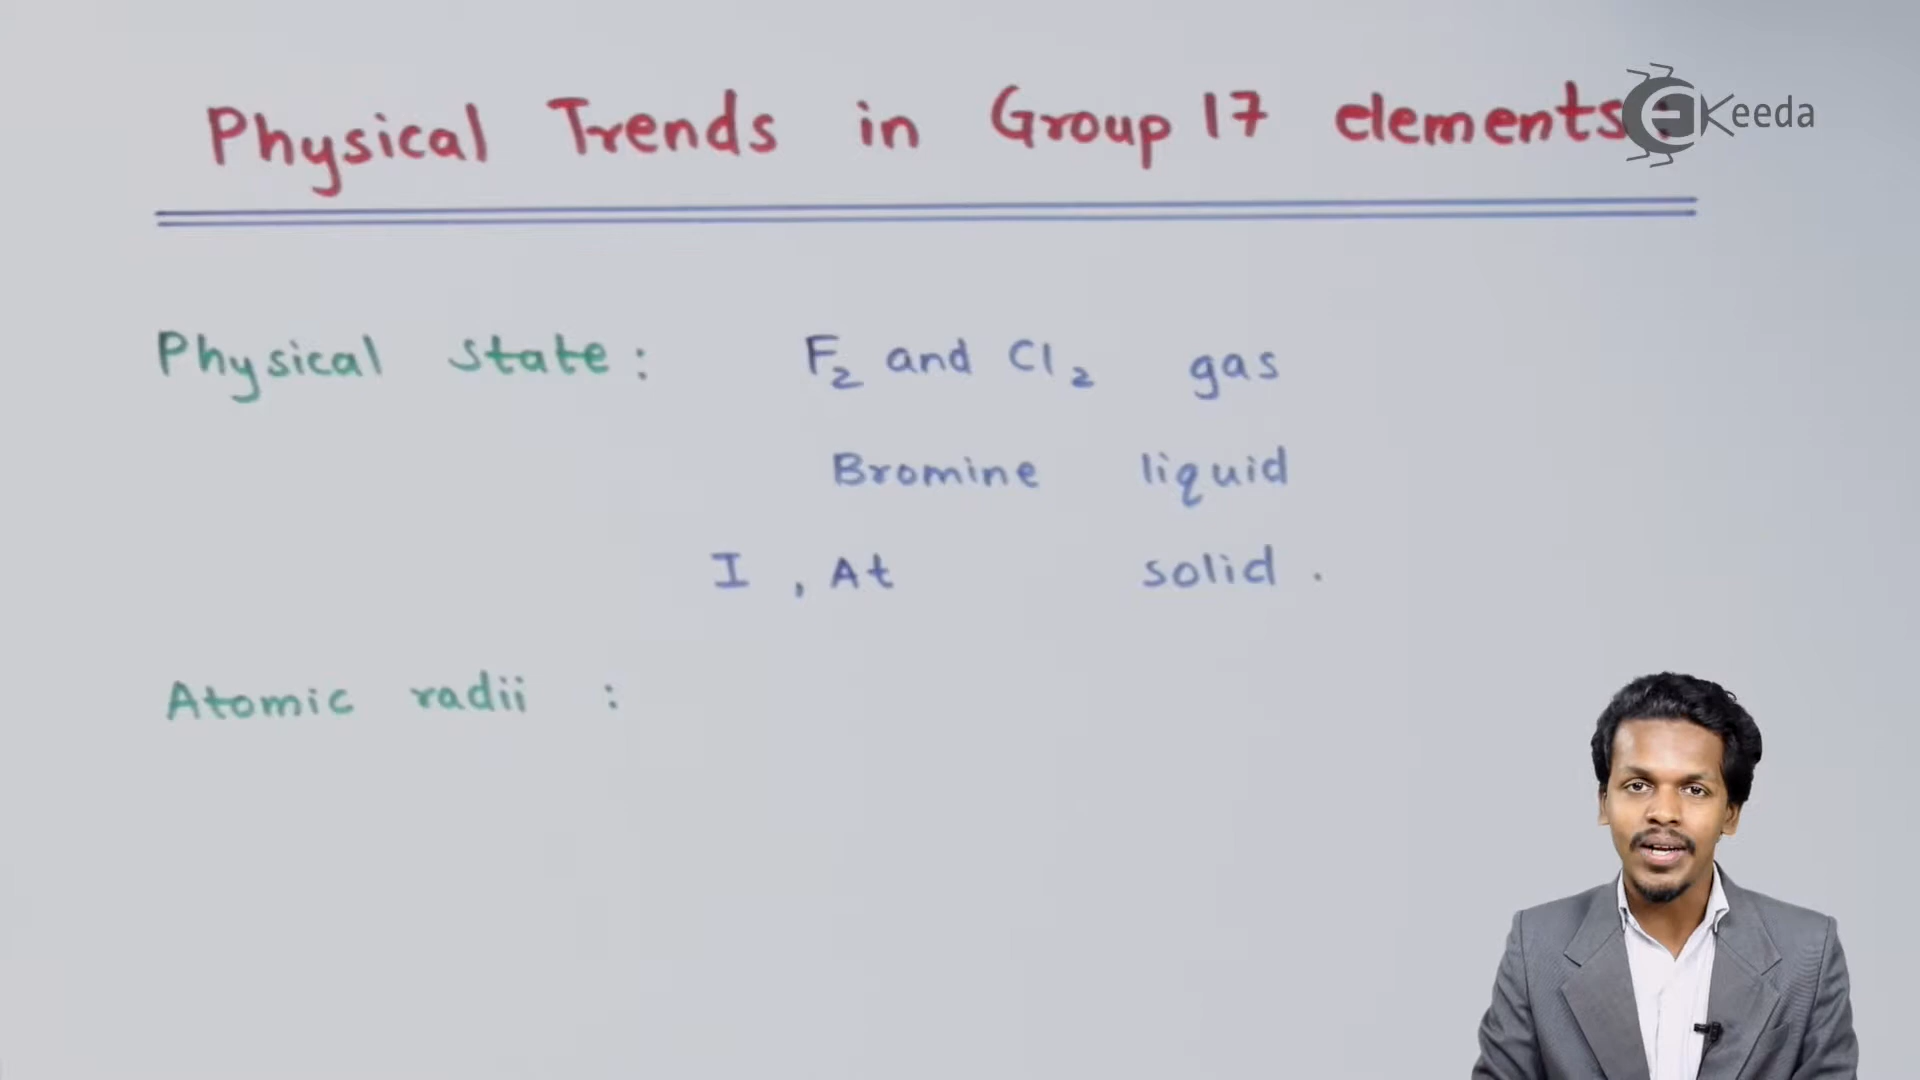 Physical Trends in Group 17 elements:
EKeeda
Physical state : F₂ and Cl₂ gas
Bromine liquid
I , At solid .
Atomic radii :